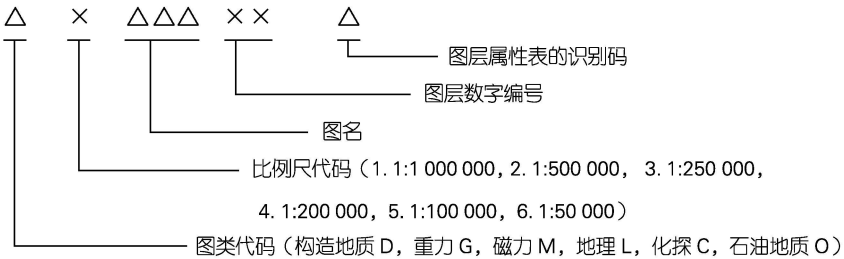 △ × △△△ ×× △
图层属性表的识别码
图层数字编号
图名
比例尺代码（1. 1:1 000 000，2. 1:500 000， 3. 1:250 000，
4. 1:200 000，5. 1:100 000，6. 1:50 000）
图类代码（构造地质 D，重力 G，磁力 M，地理 L，化探 C，石油地质 O）